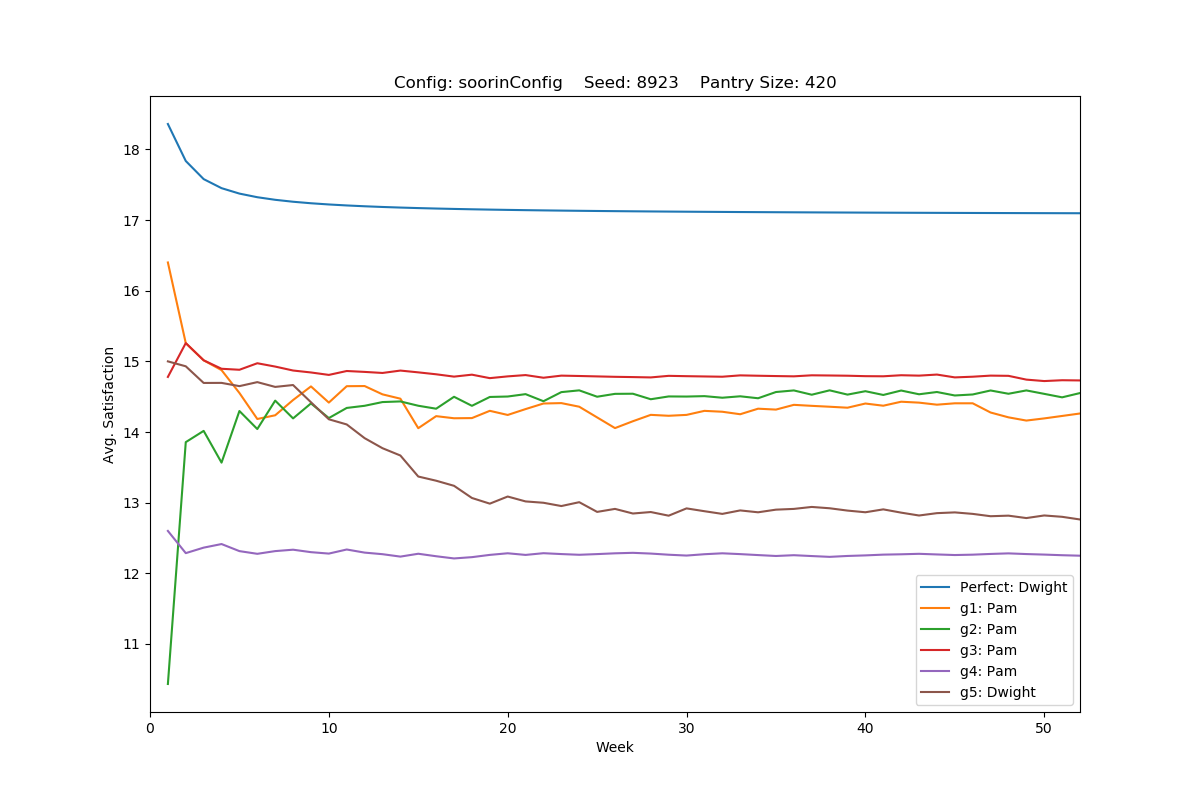 Config: soorinConfig    Seed: 8923    Pantry Size: 420
18
17
16
15
14
13
12
11
Avg. Satisfaction
0 10 20 30 40 50
Week
Perfect: Dwight
g1: Pam
g2: Pam
g3: Pam
g4: Pam
g5: Dwight